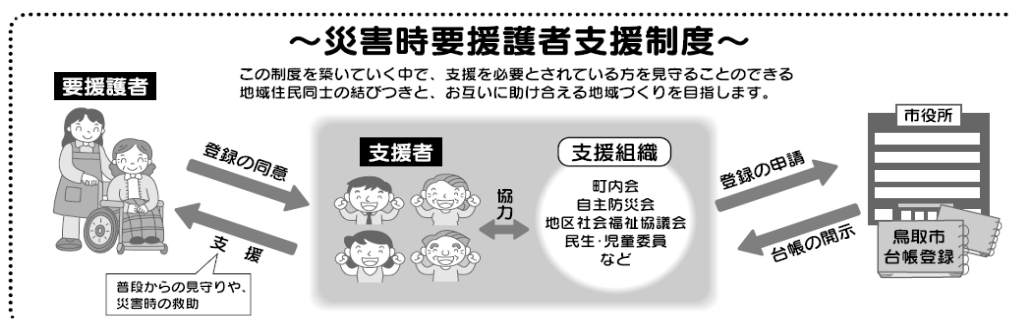 ～災害時要援護者支援制度～
この制度を築いていく中で、支援を必要とされている方を見守ることのできる
地域住民同士の結びつきと、お互いに助け合える地域づくりを目指します。
要援護者
登録の同意
支援
普段からの見守りや、
災害時の救助
支援者
協力
支援組織
町内会
自主防災会
地区社会福祉協議会
民生・児童委員
など
登録の申請
台帳の開示
市役所
鳥取市
台帳登録